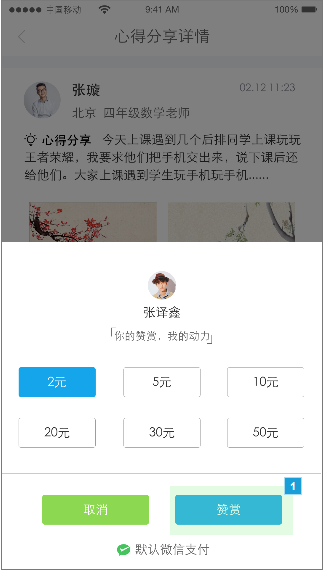 中国移动 9:41 AM 100%
心得分享详情
张璇 02.12 11:23
北京 四年级数学老师
心得分享 今天上课遇到几个后排同学上课玩玩
王者荣耀，我要求他们把手机交出来，说下课后还
给他们。大家上课遇到学生玩手机玩手机......
张译鑫
「你的赞赏，我的动力」
2元 5元 10元
20元 30元 50元
1
取消 赞赏
默认微信支付